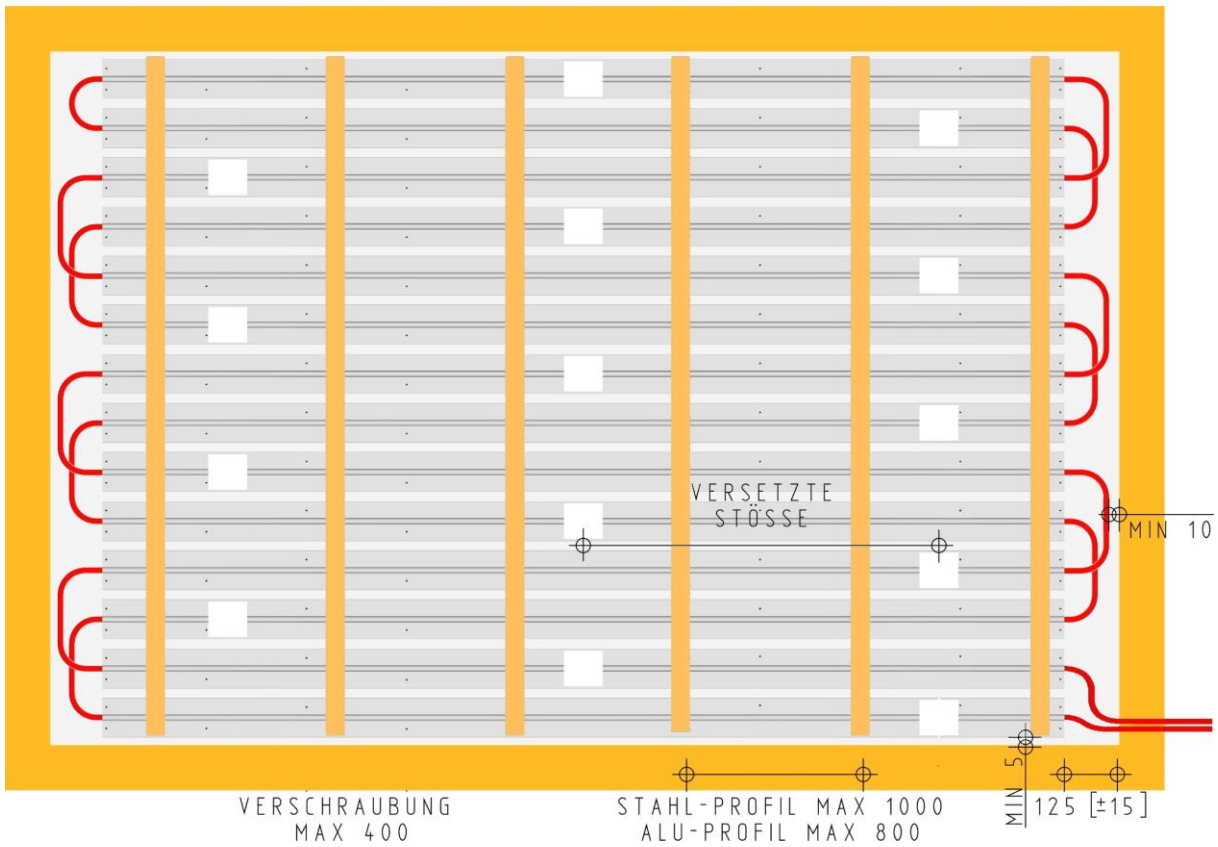 VERSETZTE
STÖSSE
MIN 10
MIN 5
125 [±15]
VERSCHRAUBUNG
MAX 400
STAHL-PROFIL MAX 1000
ALU-PROFIL MAX 800